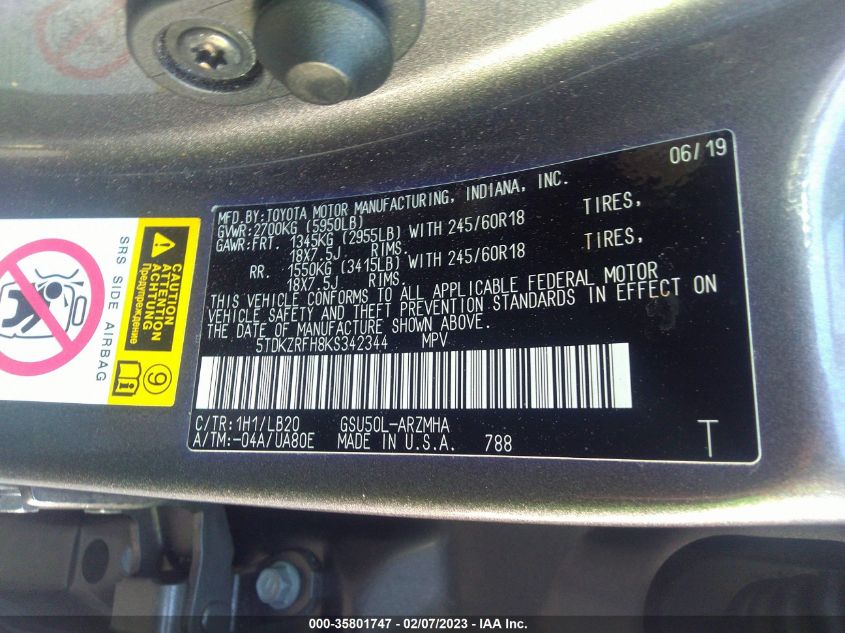 06/19
MFD.BY:TOYOTA MOTOR MANUFACTURING, INDIANA, INC.
GVWR:2700KG (5950LB)
GAWR:FRT. 1345KG (2955LB) WITH 245/60R18 TIRES,
18X7.5J RIMS.
RR. 1550KG (3415LB) WITH 245/60R18 TIRES,
18X7.5J RIMS.
THIS VEHICLE CONFORMS TO ALL APPLICABLE FEDERAL MOTOR
VEHICLE SAFETY AND THEFT PREVENTION STANDARDS IN EFFECT ON
THE DATE OF MANUFACTURE SHOWN ABOVE.
5TDKZRFH8KS342344 MPV
C/TR:1H1/LB20 GSU50L-ARZMHA
A/TM:-04A/UA80E MADE IN U.S.A. 788 T
SRS SIDE AIRBAG
CAUTION
ATTENTION
ACHTUNG
Предупреждение
9
000-35801747 - 02/07/2023 - IAA Inc.